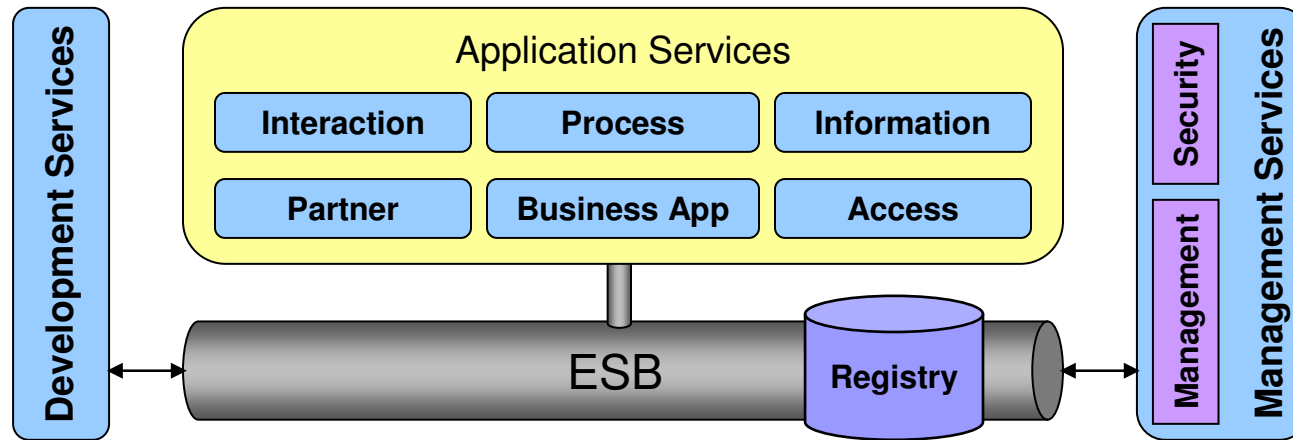 Development Services
Application Services
Interaction
Process
Information
Partner
Business App
Access
ESB
Registry
Security
Management
Management Services